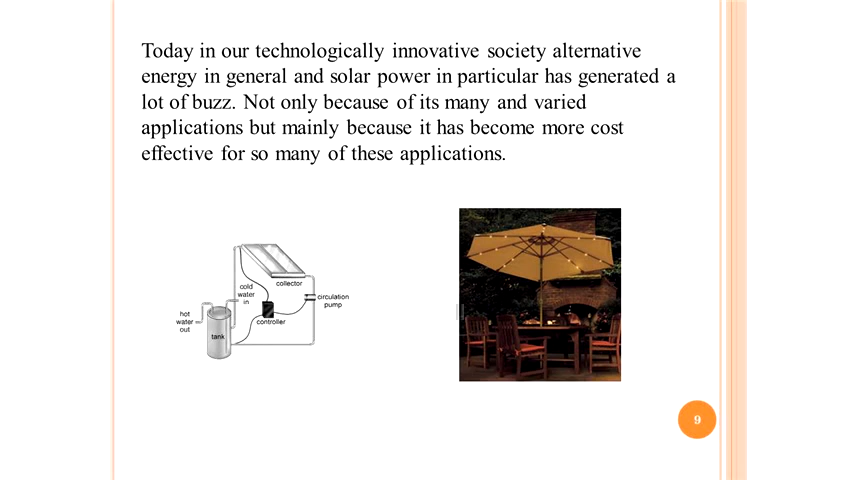 Today in our technologically innovative society alternative
energy in general and solar power in particular has generated a
lot of buzz. Not only because of its many and varied
applications but mainly because it has become more cost
effective for so many of these applications.
collector
cold
water
in
circulation
pump
hot
water
out
controller
tank
9